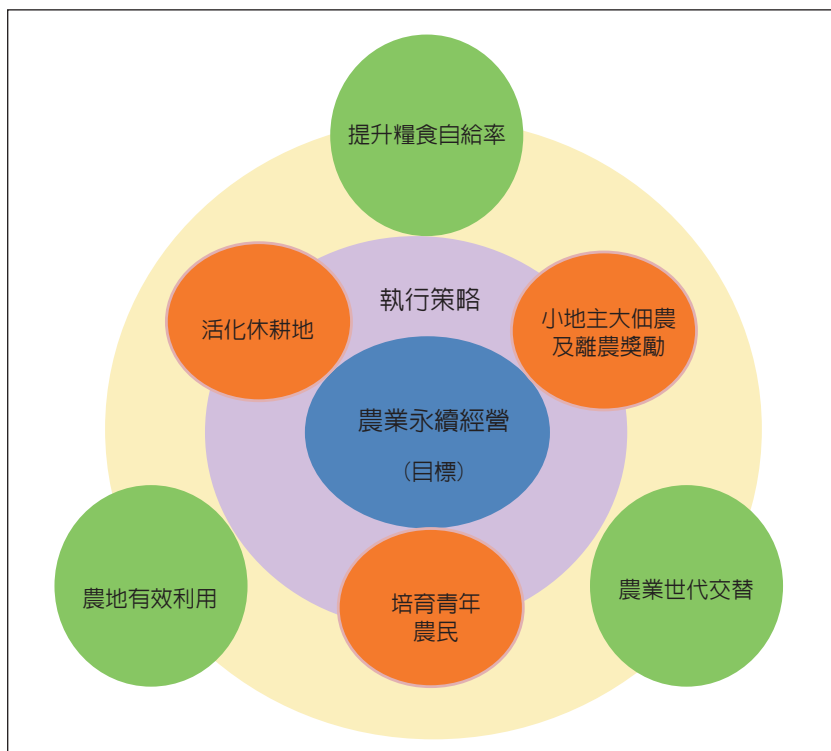 提升糧食自給率
執行策略
活化休耕地
小地主大佃農
及離農獎勵
農業永續經營
(目標)
農地有效利用
培育青年
農民
農業世代交替